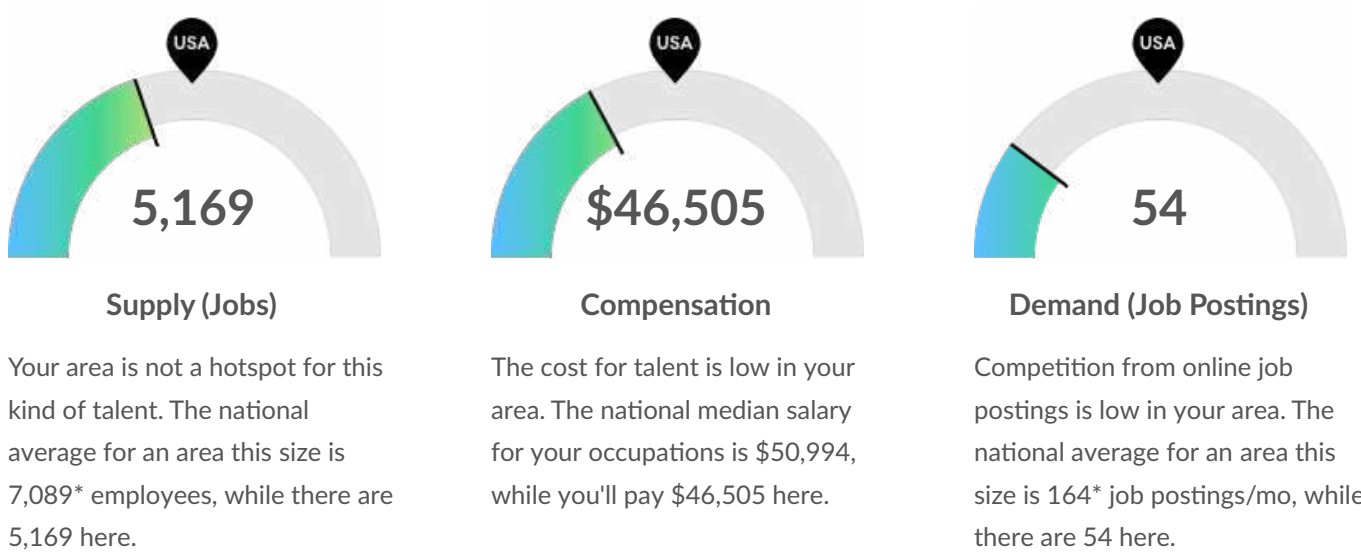 USA
5,169
Supply (Jobs)
Your area is not a hotspot for this
kind of talent. The national
average for an area this size is
7,089* employees, while there are
5,169 here.
USA
$46,505
Compensation
The cost for talent is low in your
area. The national median salary
for your occupations is $50,994,
while you'll pay $46,505 here.
USA
54
Demand (Job Postings)
Competition from online job
postings is low in your area. The
national average for an area this
size is 164* job postings/mo, while
there are 54 here.